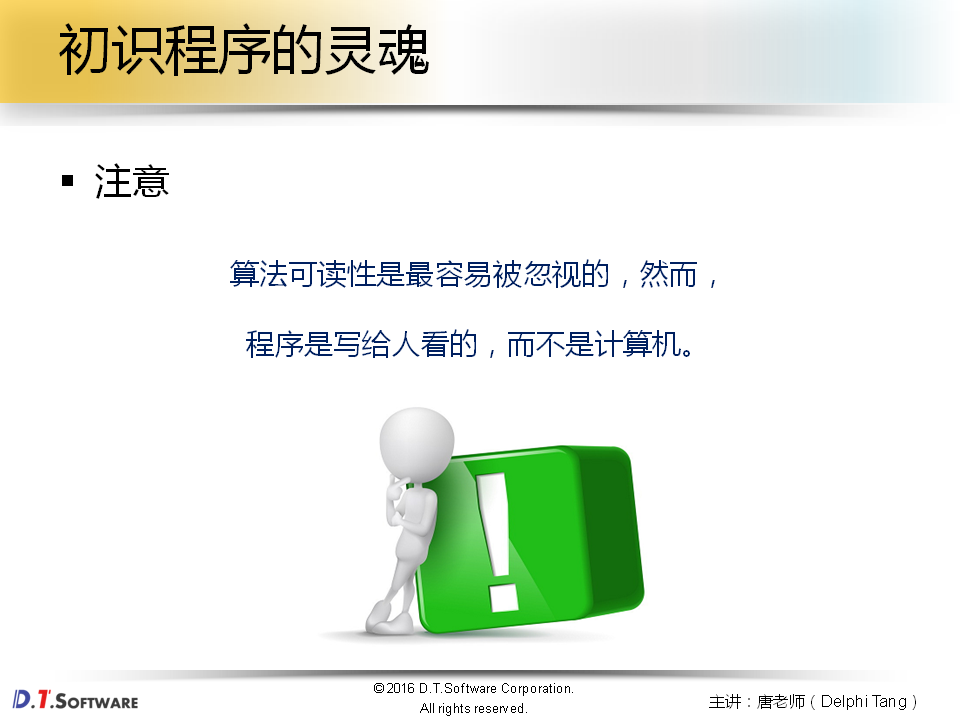 初识程序的灵魂
▪ 注意
算法可读性是最容易被忽视的，然而，
程序是写给人看的，而不是计算机。
!
D.T.SOFTWARE
©2016 D.T.Software Corporation.
All rights reserved.
主讲：唐老师（Delphi Tang）